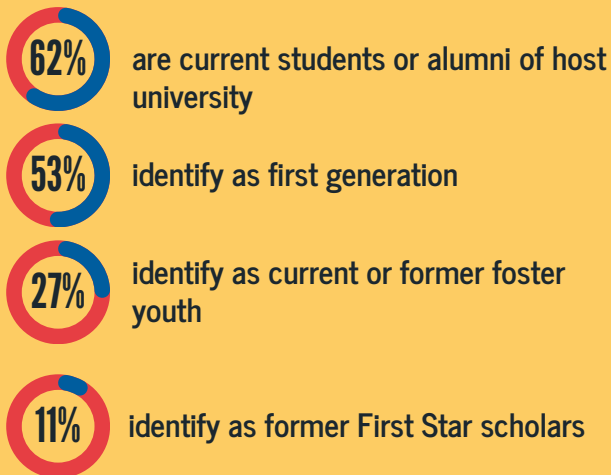 62%
are current students or alumni of host
university
53%
identify as first generation
27%
identify as current or former foster
youth
11%
identify as former First Star scholars